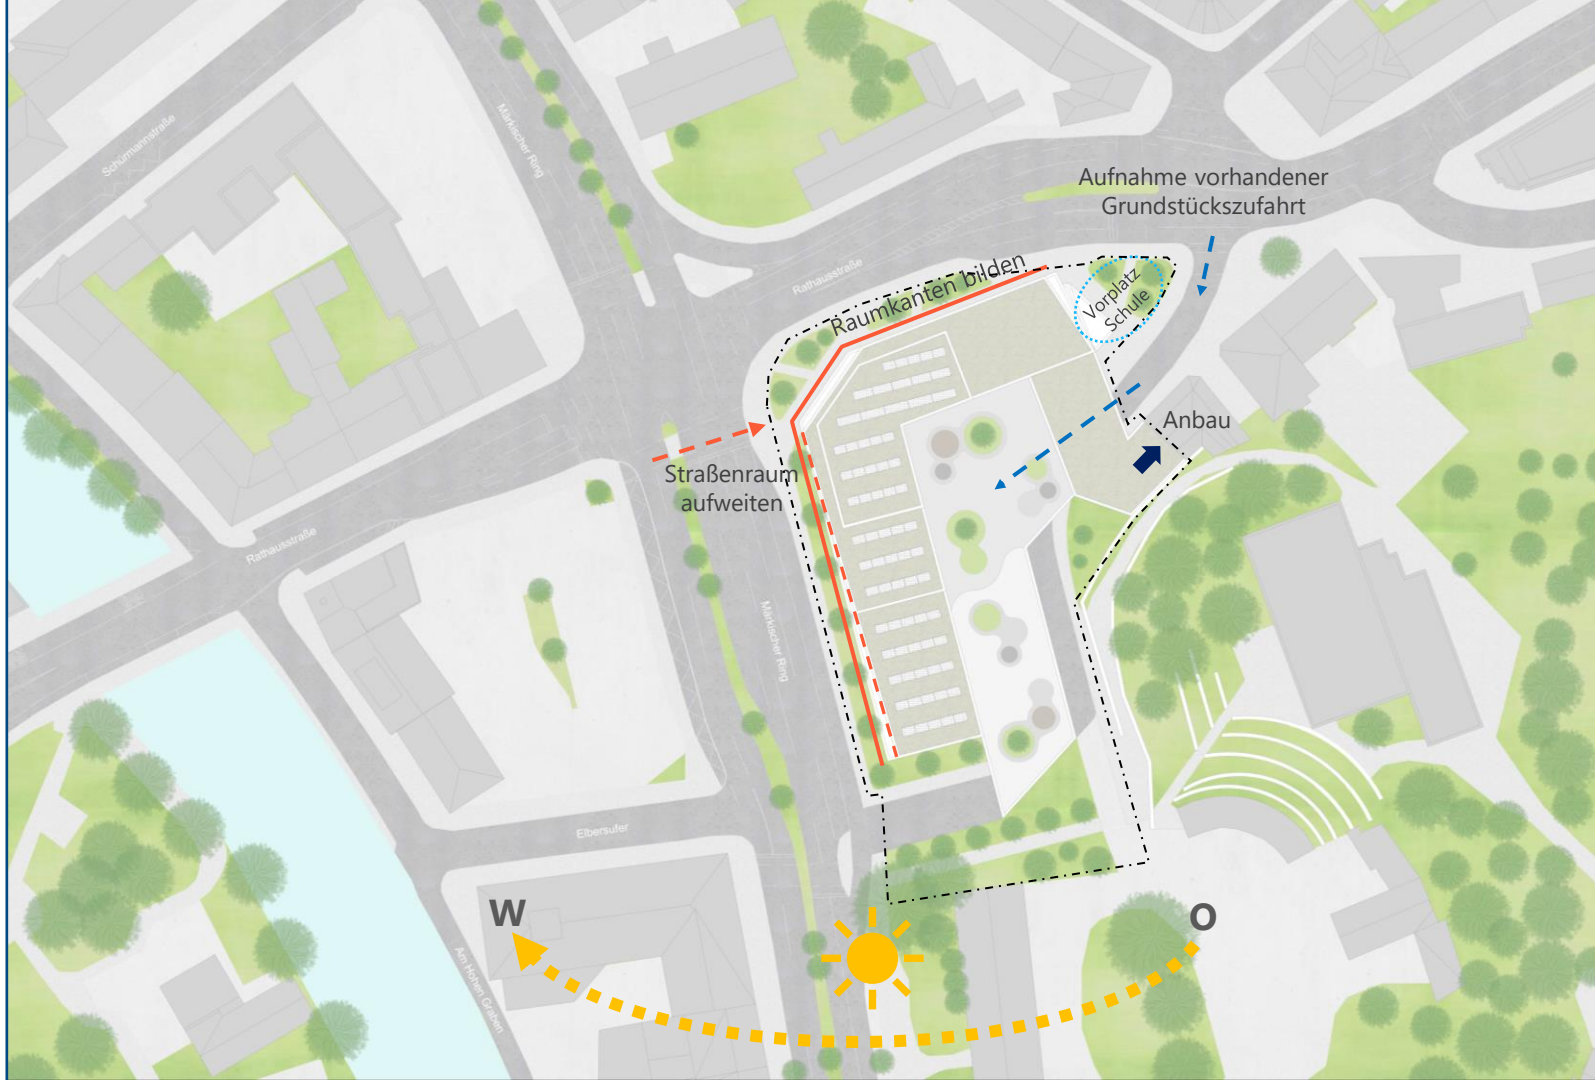 Schürmannstraße
Märkischer Ring
Aufnahme vorhandener
Grundstückszufahrt
Rathausstraße
Raumkanten bilden
Vorplatz
Schule
Anbau
Straßenraum
aufweiten
Rathausstraße
Märkischer Ring
Elbersufer
W
O
Am Hohen Graben